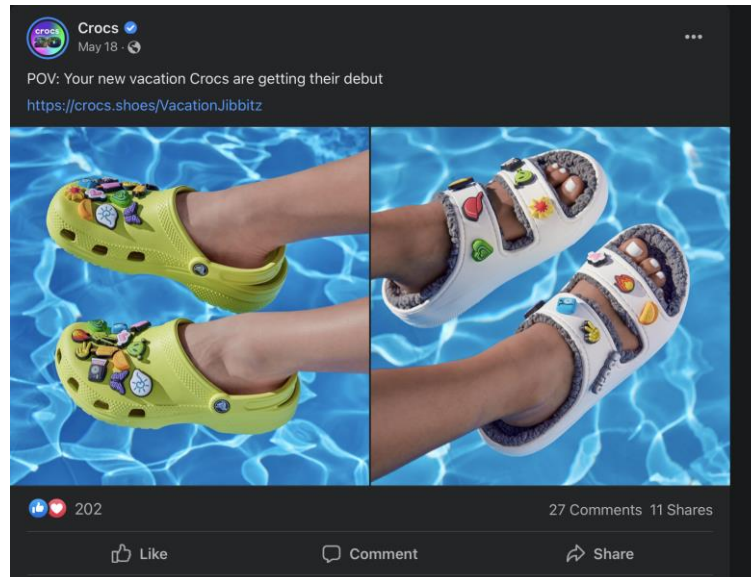 crocs
Crocs
May 18 ·
POV: Your new vacation Crocs are getting their debut
https://crocs.shoes/VacationJibbitz
202
27 Comments 11 Shares
Like
Comment
Share